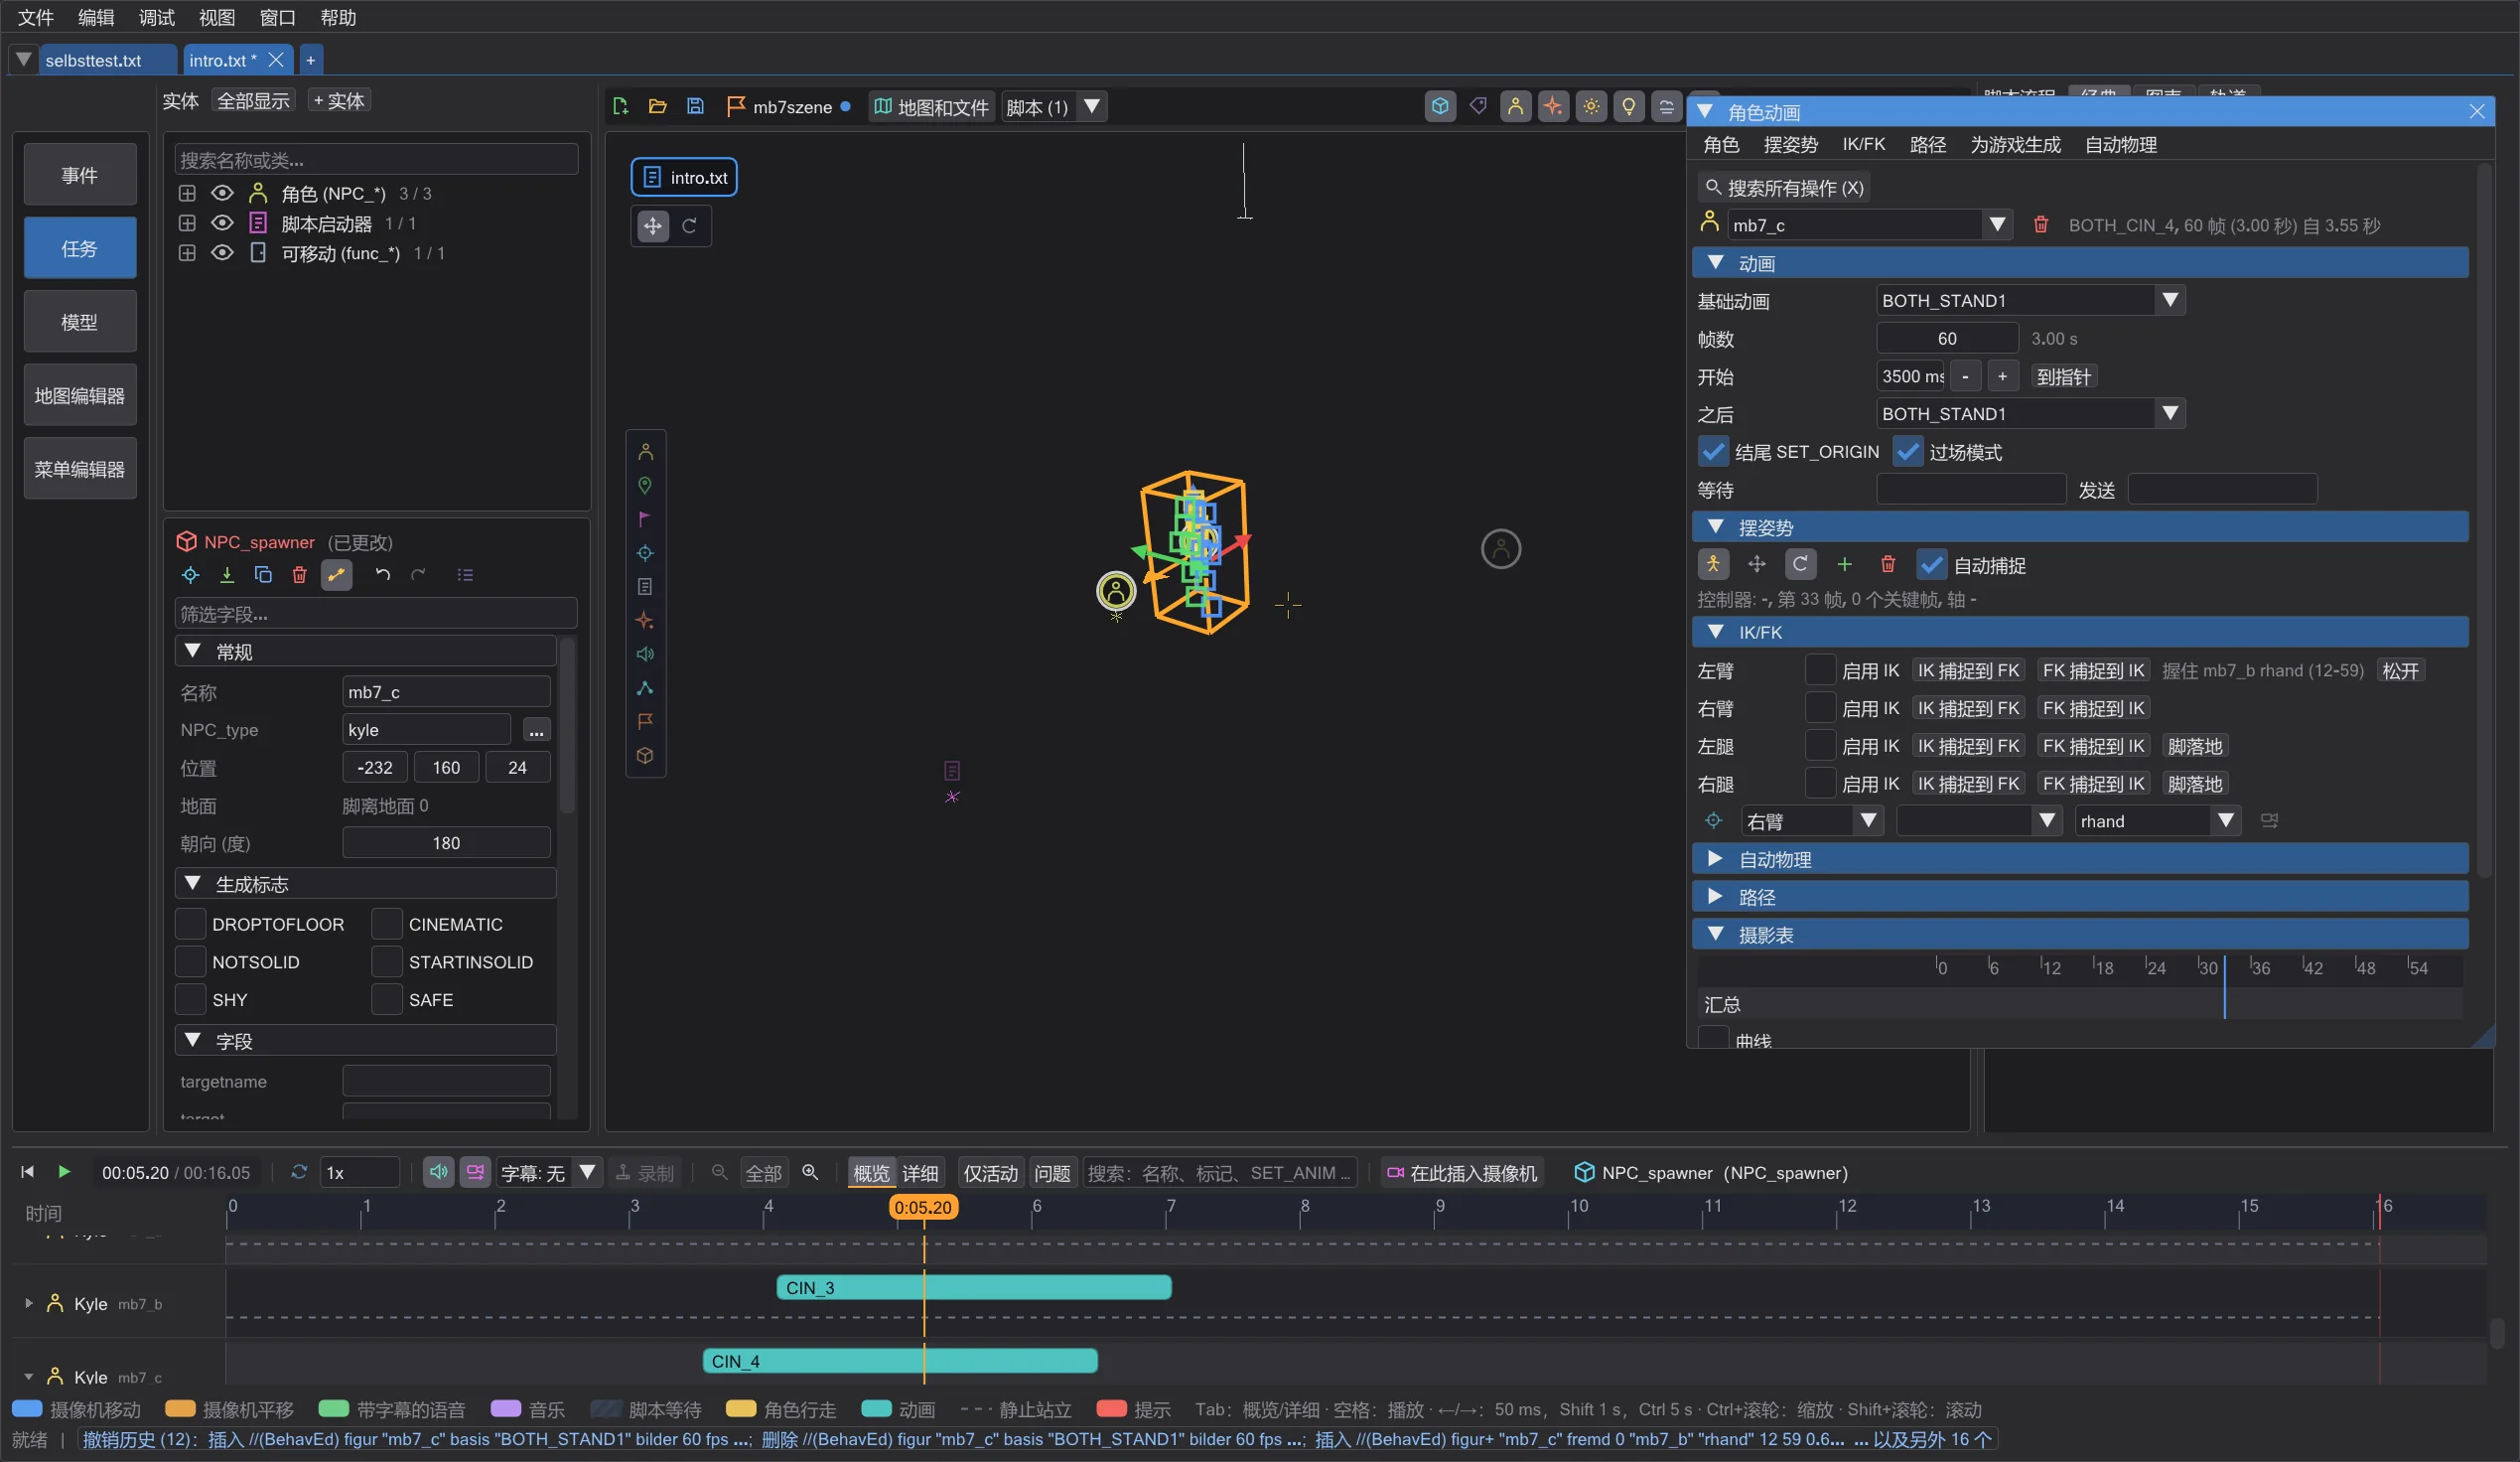 文件 编辑 调试 视图 窗口 帮助
selbsttest.txt intro.txt * +
实体 全部显示 + 实体
mb7szene 地图和文件 脚本 (1)
角色动画
角色 摆姿势 IK/FK 路径 为游戏生成 自动物理
事件
任务
模型
地图编辑器
菜单编辑器
搜索名称或类...
角色 (NPC_*) 3 / 3
脚本启动器 1 / 1
可移动 (func_*) 1 / 1
NPC_spawner (已更改)
筛选字段...
常规
名称 mb7_c
NPC_type kyle ...
位置 -232 160 24
地面 脚离地面 0
朝向 (度) 180
生成标志
DROPTOFLOOR CINEMATIC
NOTSOLID STARTINSOLID
SHY SAFE
字段
targetname
target
intro.txt
搜索所有操作 (X)
mb7_c BOTH_CIN_4, 60 帧 (3.00 秒) 自 3.55 秒
动画
基础动画 BOTH_STAND1
帧数 60 3.00 s
开始 3500 ms - + 到指针
之后 BOTH_STAND1
结尾 SET_ORIGIN 过场模式
等待 发送
摆姿势
自动捕捉
控制器: -, 第 33 帧, 0 个关键帧, 轴 -
IK/FK
左臂 启用 IK IK 捕捉到 FK FK 捕捉到 IK 握住 mb7_b rhand (12-59) 松开
右臂 启用 IK IK 捕捉到 FK FK 捕捉到 IK
左腿 启用 IK IK 捕捉到 FK FK 捕捉到 IK 脚落地
右腿 启用 IK IK 捕捉到 FK FK 捕捉到 IK 脚落地
右臂 rhand
自动物理
路径
摄影表
0 6 12 18 24 30 36 42 48 54
汇总
曲线
00:05.20 / 00:16.05 1x 字幕: 无 录制 全部 概览 详细 仅活动 问题 搜索：名称、标记、SET_ANIM ... 在此插入摄像机 NPC_spawner (NPC_spawner)
时间 0 1 2 3 4 0:05.20 6 7 8 9 10 11 12 13 14 15 16
CIN_3
Kyle mb7_b
CIN_4
Kyle mb7_c
摄像机移动 摄像机平移 带字幕的语音 音乐 脚本等待 角色行走 动画 静止站立 提示 Tab：概览/详细 · 空格：播放 · ←/→：50 ms，Shift 1 s，Ctrl 5 s · Ctrl+滚轮：缩放 · Shift+滚轮：滚动
就绪 | 撤销历史 (12)：插入 //(BehavEd) figur "mb7_c" basis "BOTH_STAND1" bilder 60 fps ...；删除 //(BehavEd) figur "mb7_c" basis "BOTH_STAND1" bilder 60 fps ...；插入 //(BehavEd) figur+ "mb7_c" fremd 0 "mb7_b" "rhand" 12 59 0.6... ... 以及另外 16 个